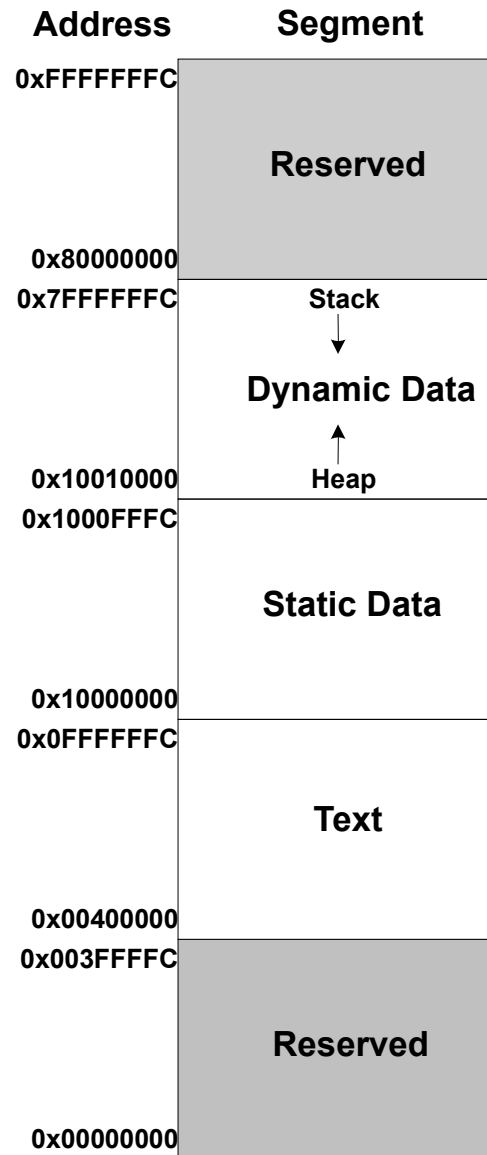 Address Segment
0xFFFFFFFC
Reserved
0x80000000
0x7FFFFFFC Stack
Dynamic Data
0x10010000 Heap
0x1000FFFC
Static Data
0x10000000
0x0FFFFFFC
Text
0x00400000
0x003FFFFC
Reserved
0x00000000